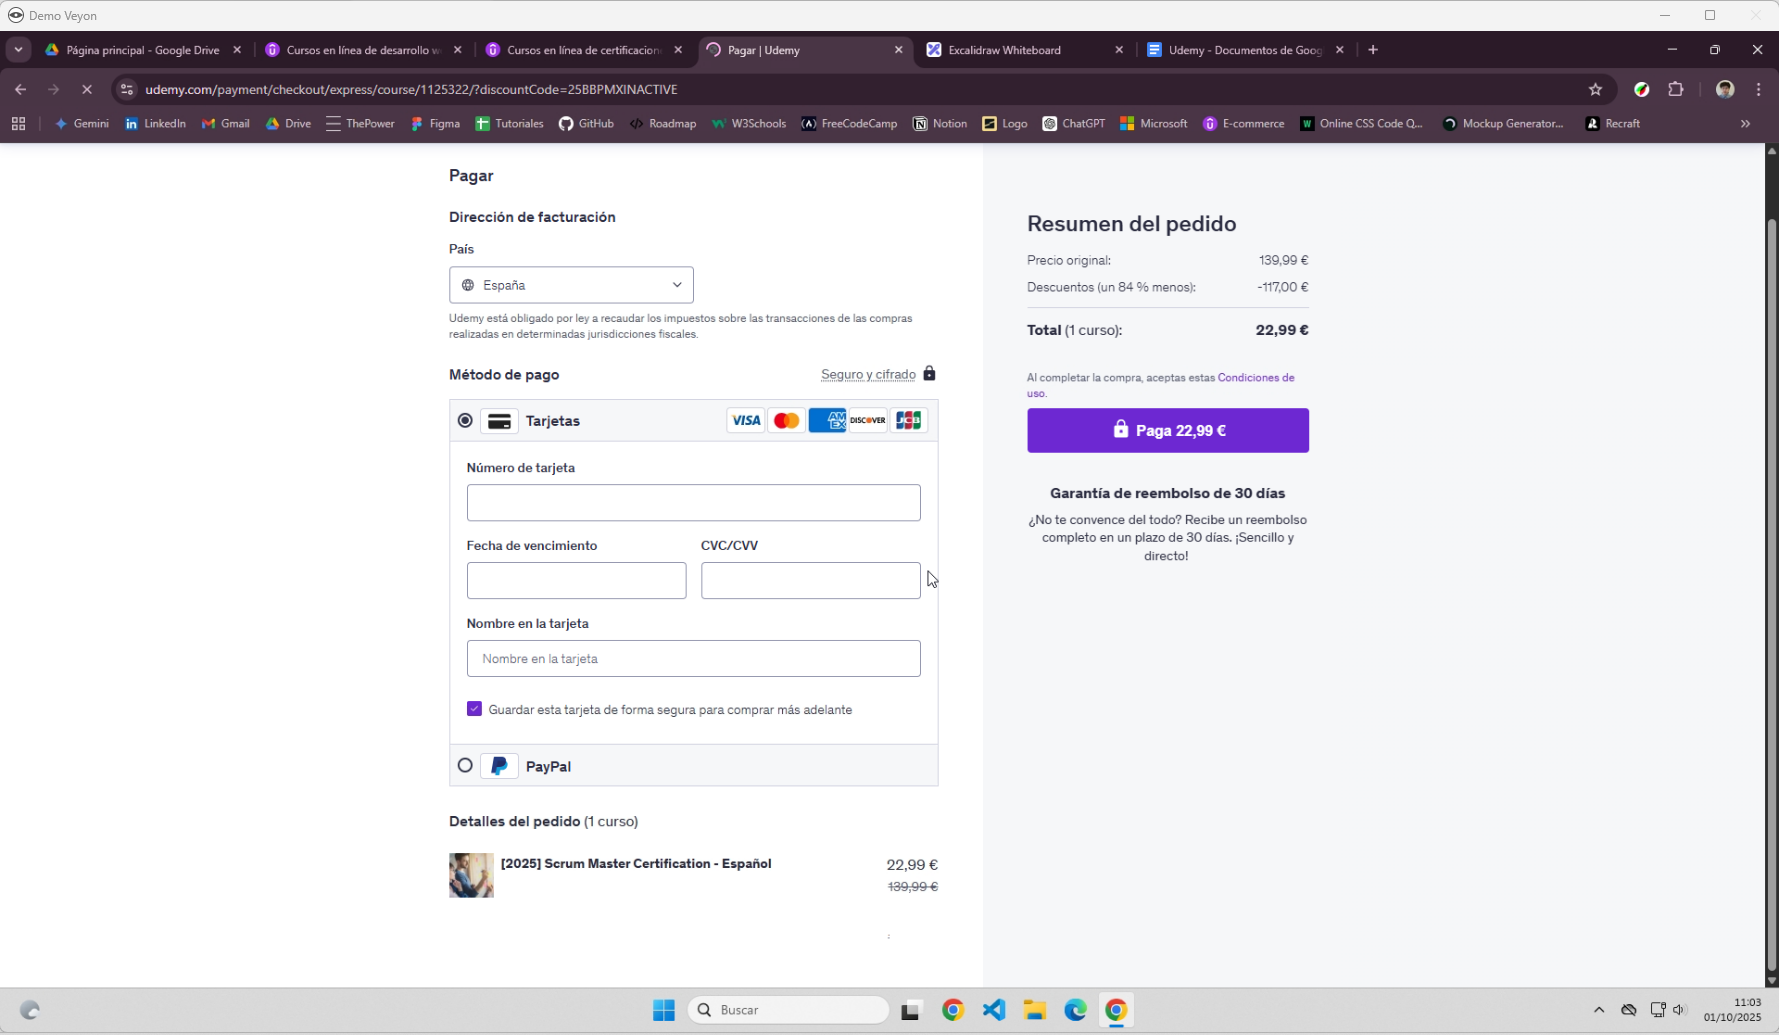 Demo Veyon
Página principal - Google Drive
Cursos en línea de desarrollo w
Cursos en línea de certificacion
Pagar | Udemy
Excalidraw Whiteboard
Udemy - Documentos de Goog
udemy.com/payment/checkout/express/course/1125322/?discountCode=25BBPMXINACTIVE
Gemini
LinkedIn
Gmail
Drive
ThePower
Figma
Tutoriales
GitHub
Roadmap
W3Schools
FreeCodeCamp
Notion
Logo
ChatGPT
Microsoft
E-commerce
Online CSS Code Q...
Mockup Generator...
Recraft
Pagar
Dirección de facturación
País
España
Udemy está obligado por ley a recaudar los impuestos sobre las transacciones de las compras
realizadas en determinadas jurisdicciones fiscales.
Método de pago
Seguro y cifrado
Tarjetas
VISA
AM
EX
DISCOVER
JCB
Número de tarjeta
Fecha de vencimiento
CVC/CVV
Nombre en la tarjeta
Nombre en la tarjeta
Guardar esta tarjeta de forma segura para comprar más adelante
PayPal
Detalles del pedido (1 curso)
[2025] Scrum Master Certification - Español
22,99 €
139,99 €
Resumen del pedido
Precio original:
139,99 €
Descuentos (un 84 % menos):
-117,00 €
Total (1 curso):
22,99 €
Al completar la compra, aceptas estas Condiciones de
uso.
Paga 22,99 €
Garantía de reembolso de 30 días
¿No te convence del todo? Recibe un reembolso
completo en un plazo de 30 días. ¡Sencillo y
directo!
Buscar
11:03
01/10/2025